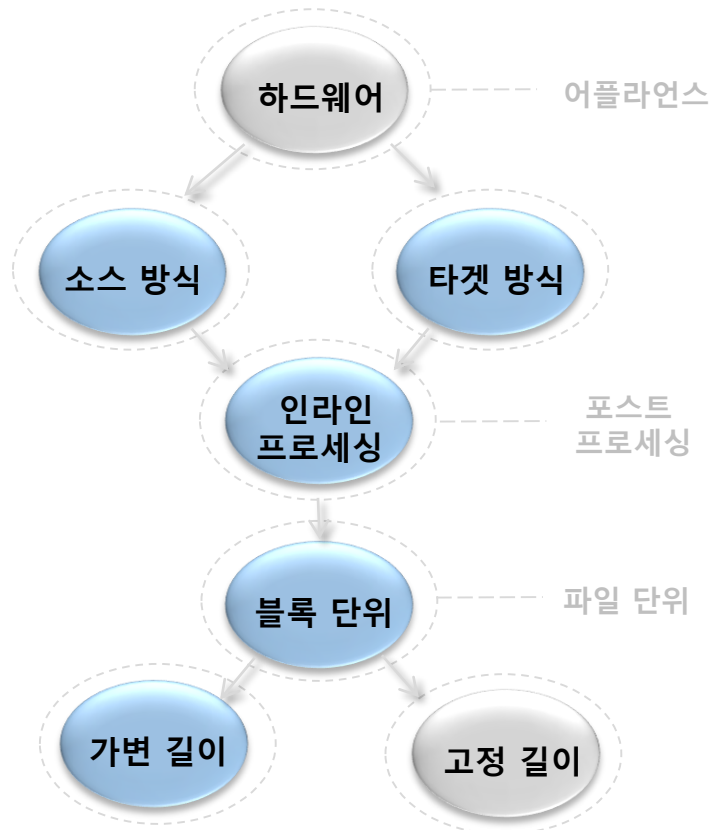 하드웨어
어플라언스
소스 방식
타겟 방식
인라인
프로세싱
포스트
프로세싱
블록 단위
파일 단위
가변 길이
고정 길이